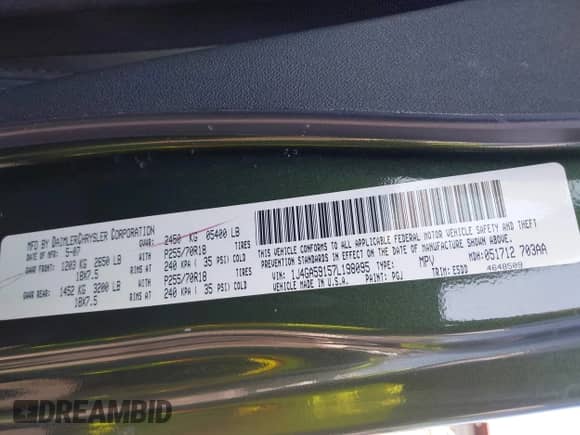 MFD BY DAIMLERCHRYSLER CORPORATION
DATE OF MFR: 5-07 GVWR: 2450 KG 05400 LB
GAWR FRONT: 1203 KG 2650 LB P255/70R18 TIRES
18X7.5 RIMS AT 240 KPA ( 35 PSI) COLD
GAWR REAR: 1452 KG 3200 LB P255/70R18 TIRES
18X7.5 RIMS AT 240 KPA ( 35 PSI) COLD
THIS VEHICLE CONFORMS TO ALL APPLICABLE FEDERAL MOTOR VEHICLE SAFETY AND THEFT
PREVENTION STANDARDS IN EFFECT ON THE DATE OF MANUFACTURE SHOWN ABOVE.
MDH: 051712 703AA
VIN: 1J4GA59157L198095 TYPE: MPV 4648509
VEHICLE MADE IN U.S.A. PAINT: PGJ TRIM: E5DD
DREAMBID